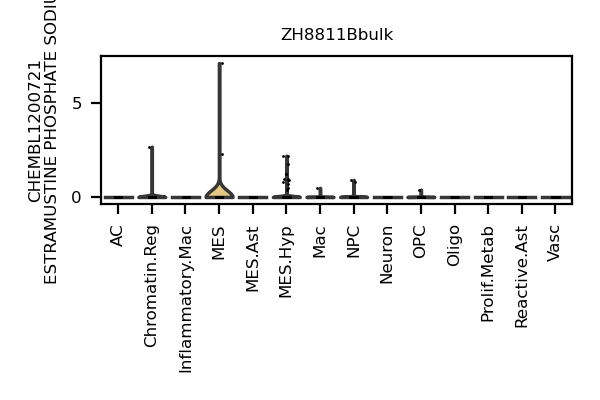 ZH8811Bbulk
CHEMBL1200721
ESTRAMUSTINE PHOSPHATE
5
0
AC
Chromatin.Reg
Inflammatory.Mac
MES
MES.Ast
MES.Hyp
Mac
NPC
Neuron
OPC
Oligo
Prolif.Metab
Reactive.Ast
Vasc